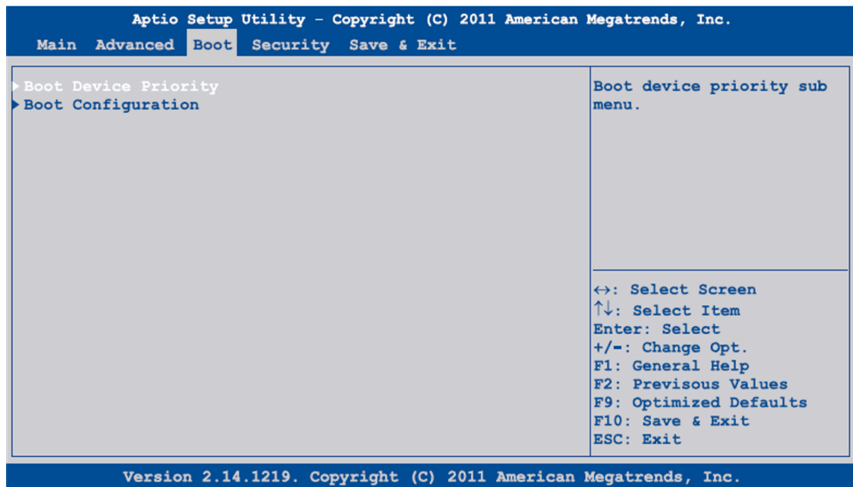 Aptio Setup Utility – Copyright (C) 2011 American Megatrends, Inc.
Main Advanced Boot Security Save & Exit
Boot Device Priority
Boot Configuration
Boot device priority sub
menu.
↔: Select Screen
↑↓: Select Item
Enter: Select
+/-: Change Opt.
F1: General Help
F2: Previsous Values
F9: Optimized Defaults
F10: Save & Exit
ESC: Exit
Version 2.14.1219. Copyright (C) 2011 American Megatrends, Inc.